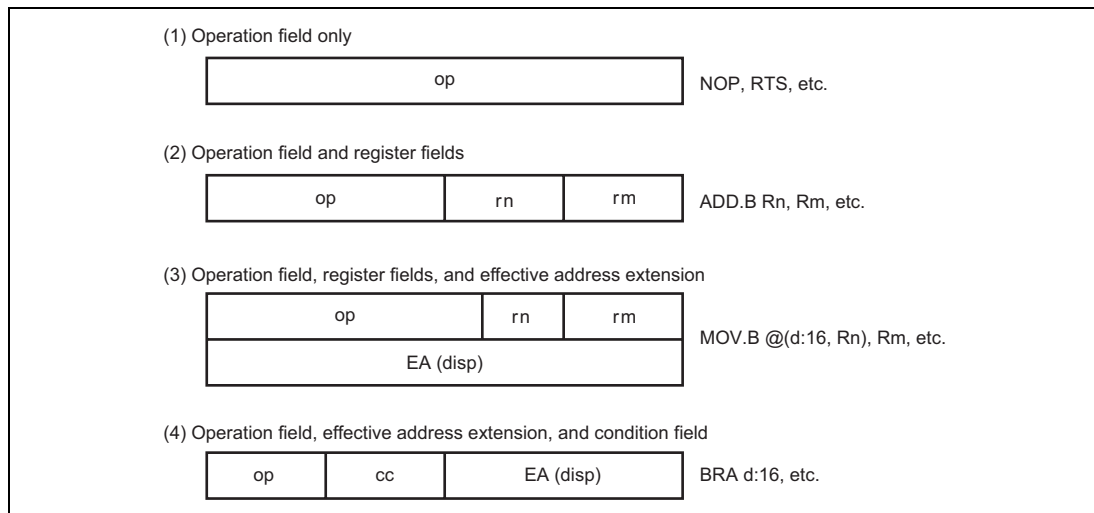 (1) Operation field only
op
NOP, RTS, etc.
(2) Operation field and register fields
op rn rm
ADD.B Rn, Rm, etc.
(3) Operation field, register fields, and effective address extension
op rn rm
MOV.B @(d:16, Rn), Rm, etc.
EA (disp)
(4) Operation field, effective address extension, and condition field
op cc EA (disp)
BRA d:16, etc.